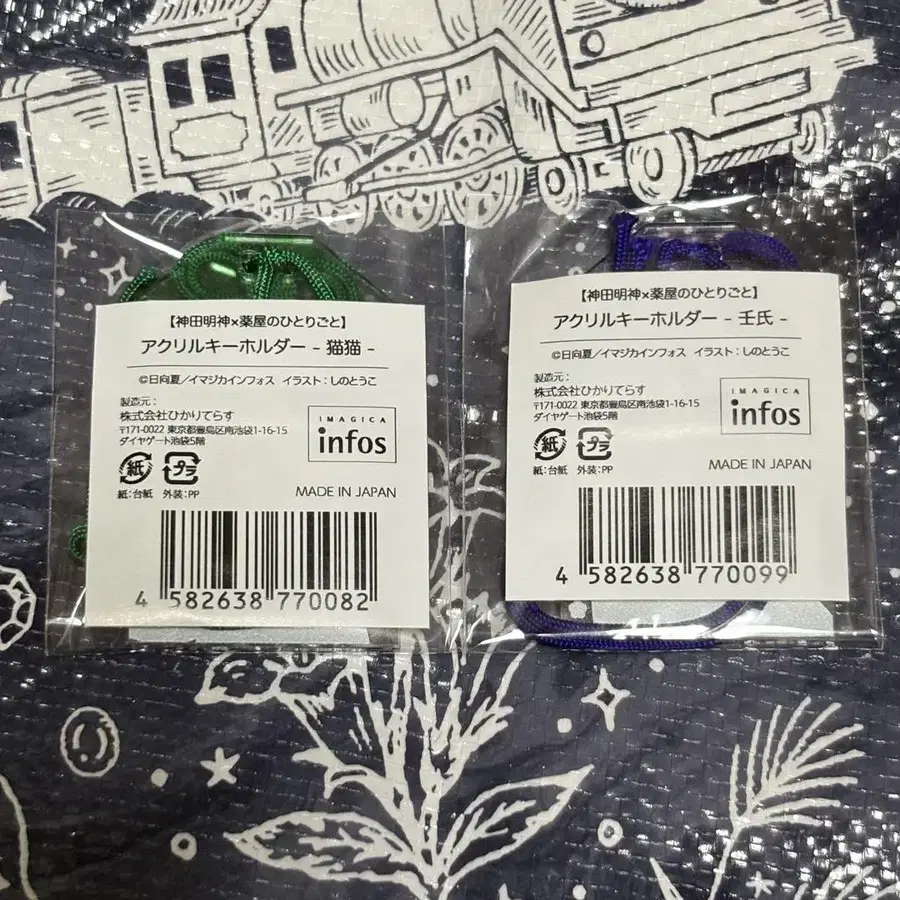 【神田明神×薬屋のひとりごと】
アクリルキーホルダー - 猫猫 -
©日向夏/イマジカインフォス イラスト:しのとうこ
製造元:
株式会社ひかりてらす
〒171-0022 東京都豊島区南池袋1-16-15
ダイヤゲート池袋5階
IMAGICA
infos
紙
プラ
紙:台紙 外装:PP
MADE IN JAPAN
4 582638 770082
【神田明神×薬屋のひとりごと】
アクリルキーホルダー - 壬氏 -
©日向夏/イマジカインフォス イラスト:しのとうこ
製造元:
株式会社ひかりてらす
〒171-0022 東京都豊島区南池袋1-16-15
ダイヤゲート池袋5階
IMAGICA
infos
紙
プラ
紙:台紙 外装:PP
MADE IN JAPAN
4 582638 770099